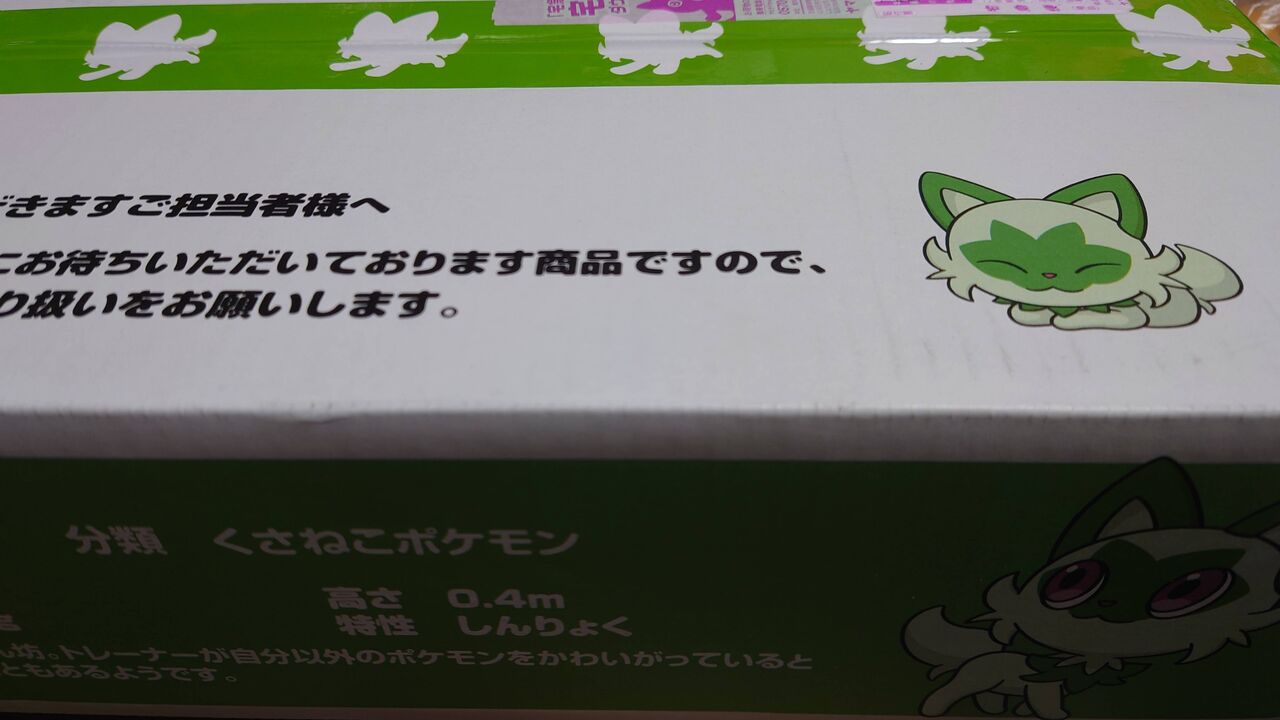 きますご担当者様へ
お待ちいただいております商品ですので、
り扱いをお願いします。
分類 くさねこポケモン
高さ 0.4m
特性 しんりょく
ん坊。トレーナーが自分以外のポケモンをかわいがっていると
ともあるようです。